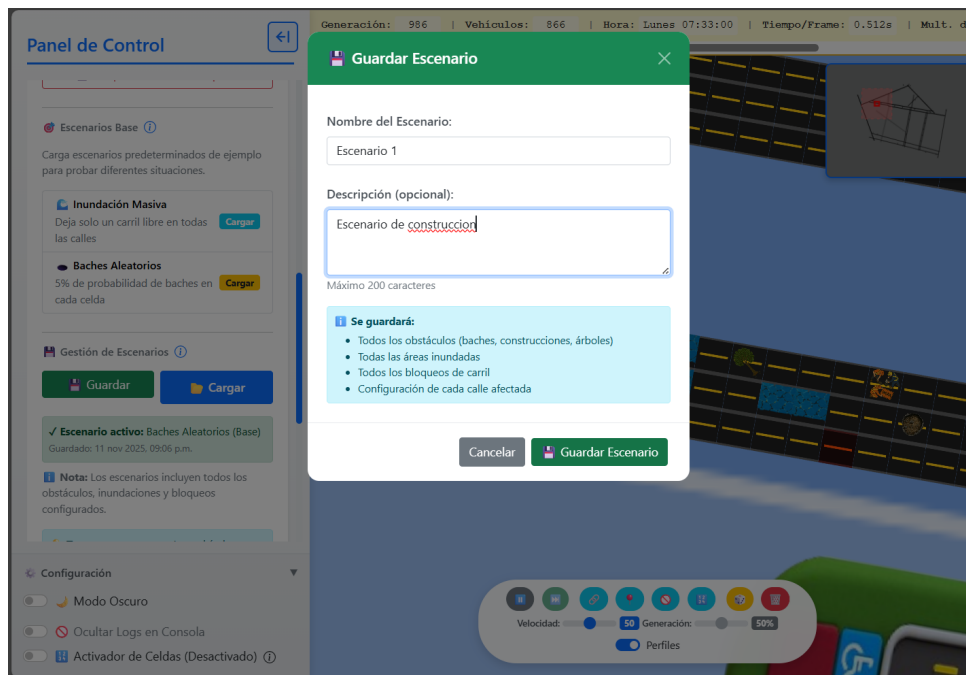 Generación: 986 | Vehículos: 866 | Hora: Lunes 07:33:00 | Tiempo/Frame: 0.512s | Mult. d
Panel de Control
Escenarios Base
Carga escenarios predeterminados de ejemplo
para probar diferentes situaciones.
Inundación Masiva
Deja solo un carril libre en todas
las calles
Cargar
Baches Aleatorios
5% de probabilidad de baches en
cada celda
Cargar
Gestión de Escenarios
Guardar
Cargar
✓ Escenario activo: Baches Aleatorios (Base)
Guardado: 11 nov 2025, 09:06 p.m.
Nota: Los escenarios incluyen todos los
obstáculos, inundaciones y bloqueos
configurados.
Configuración
Modo Oscuro
Ocultar Logs en Consola
Activador de Celdas (Desactivado)
Guardar Escenario
Nombre del Escenario:
Escenario 1
Descripción (opcional):
Escenario de construccion
Máximo 200 caracteres
Se guardará:
• Todos los obstáculos (baches, construcciones, árboles)
• Todas las áreas inundadas
• Todos los bloqueos de carril
• Configuración de cada calle afectada
Cancelar
Guardar Escenario
Velocidad: 50 Generación: 50%
Perfiles